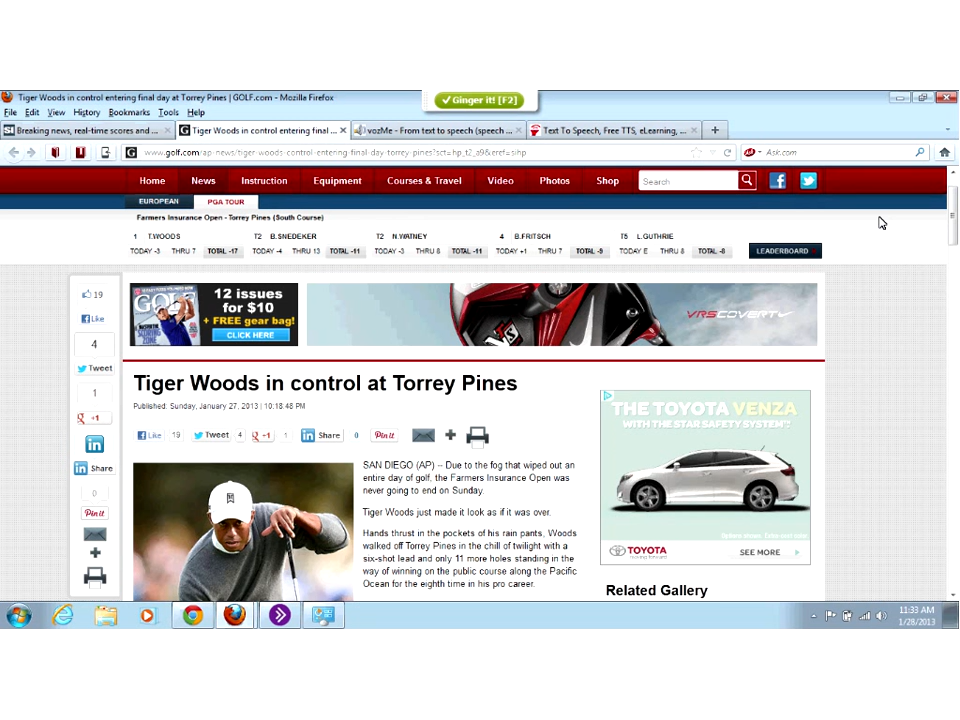 Tiger Woods in control entering final day at Torrey Pines | GOLF.com - Mozilla Firefox
Ginger it! [F2]
File Edit View History Bookmarks Tools Help
Breaking news, real-time scores and ...
Tiger Woods in control entering final ...
vozMe - From text to speech (speech ...
Text To Speech, Free TTS, eLearning, ...
www.golf.com/ap-news/tiger-woods-control-entering-final-day-torrey-pines?sct=hp_t2_a9&eref=sihp
Ask.com
Home News Instruction Equipment Courses & Travel Video Photos Shop Search
EUROPEAN PGA TOUR
Farmers Insurance Open - Torrey Pines (South Course)
1 T.WOODS T2 B.SNEDEKER T2 N.WATNEY 4 B.FRITSCH T5 L.GUTHRIE
TODAY -3 THRU 7 TOTAL -17 TODAY -4 THRU 13 TOTAL -11 TODAY -3 THRU 8 TOTAL -11 TODAY +1 THRU 7 TOTAL -9 TODAY E THRU 8 TOTAL -8 LEADERBOARD
19
Like
4
Tweet
1
+1
Share
0
Pin it
GOLF
12 issues
for $10
+ FREE gear bag!
CLICK HERE
VRS COVERT
Tiger Woods in control at Torrey Pines
Published: Sunday, January 27, 2013 | 10:18:48 PM
Like 19 Tweet 4 +1 1 Share 0 Pin it
SAN DIEGO (AP) -- Due to the fog that wiped out an
entire day of golf, the Farmers Insurance Open was
never going to end on Sunday.
Tiger Woods just made it look as if it was over.
Hands thrust in the pockets of his rain pants, Woods
walked off Torrey Pines in the chill of twilight with a
six-shot lead and only 11 more holes standing in the
way of winning on the public course along the Pacific
Ocean for the eighth time in his pro career.
THE TOYOTA VENZA
WITH THE STAR SAFETY SYSTEM™
TOYOTA
SEE MORE
Related Gallery
11:33 AM
1/28/2013